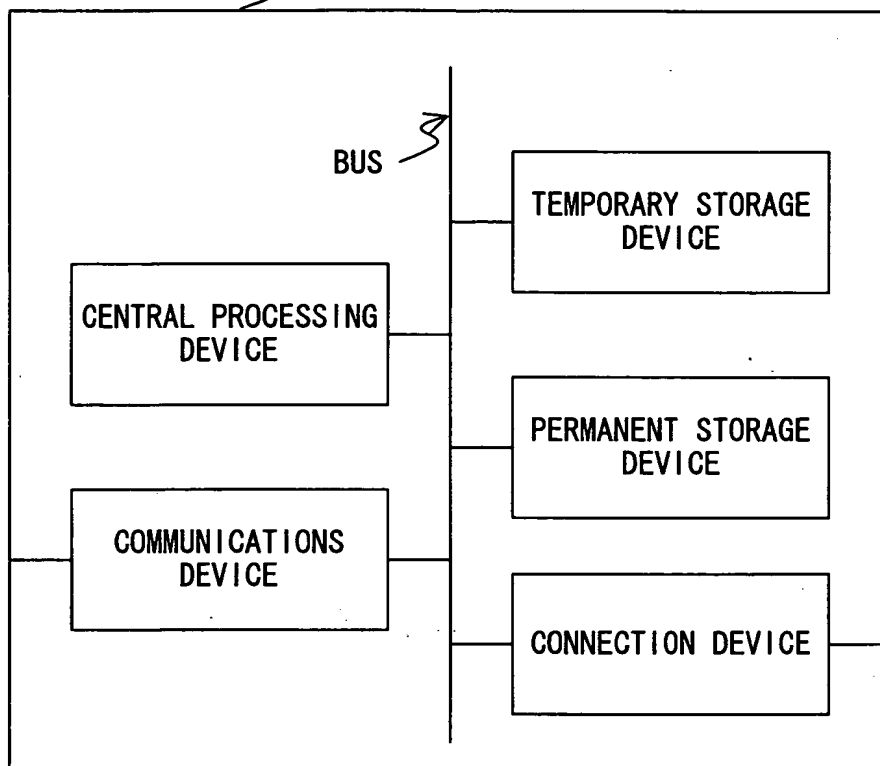 BUS
TEMPORARY STORAGE
DEVICE
CENTRAL PROCESSING
DEVICE
PERMANENT STORAGE
DEVICE
COMMUNICATIONS
DEVICE
CONNECTION DEVICE